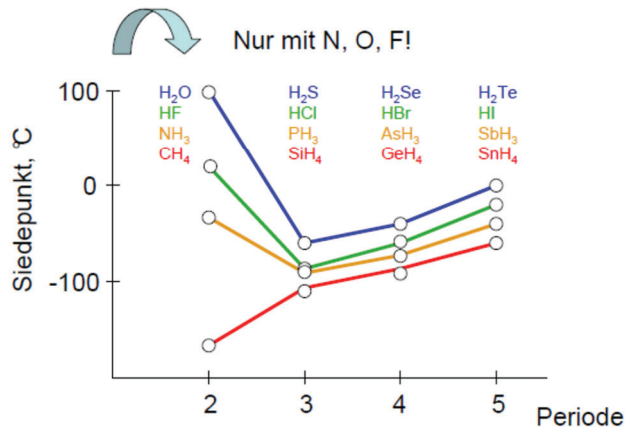 Nur mit N, O, F!
Siedepunkt, °C
100
0
-100
H₂O H₂S H₂Se H₂Te
HF HCl HBr HI
NH₃ PH₃ AsH₃ SbH₃
CH₄ SiH₄ GeH₄ SnH₄
2 3 4 5
Periode